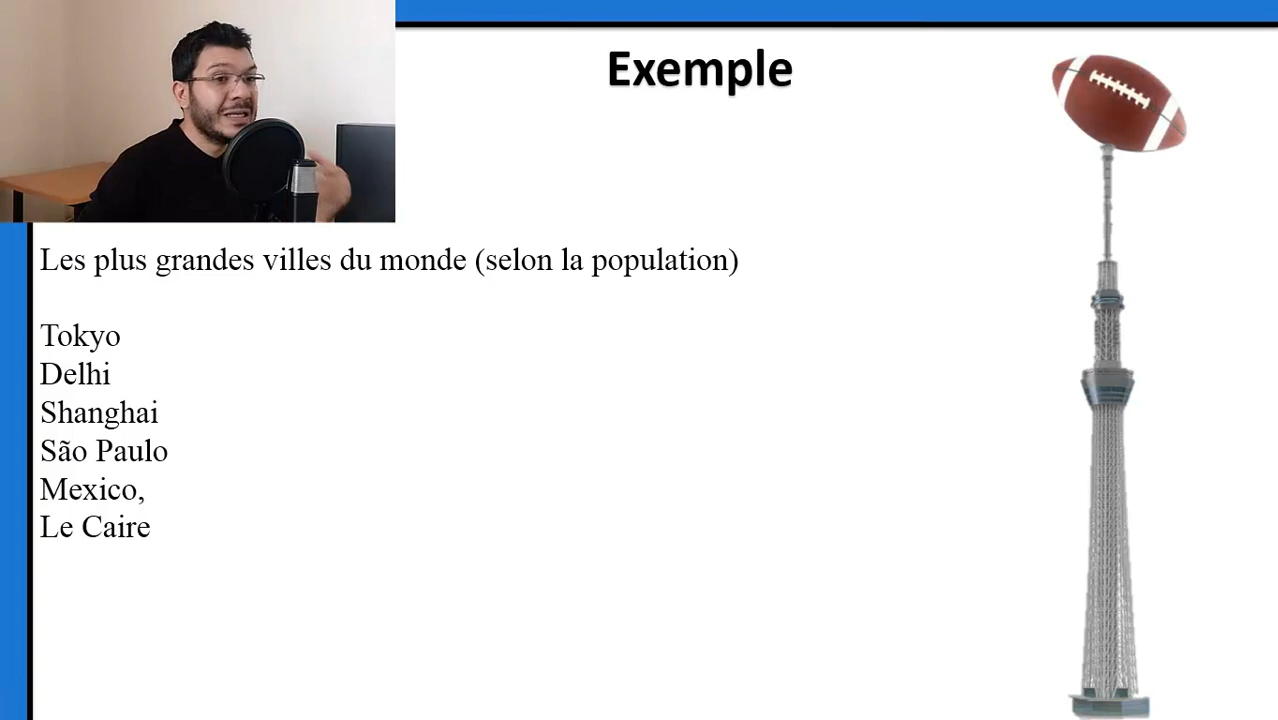 Exemple
Les plus grandes villes du monde (selon la population)
Tokyo
Delhi
Shanghai
São Paulo
Mexico,
Le Caire